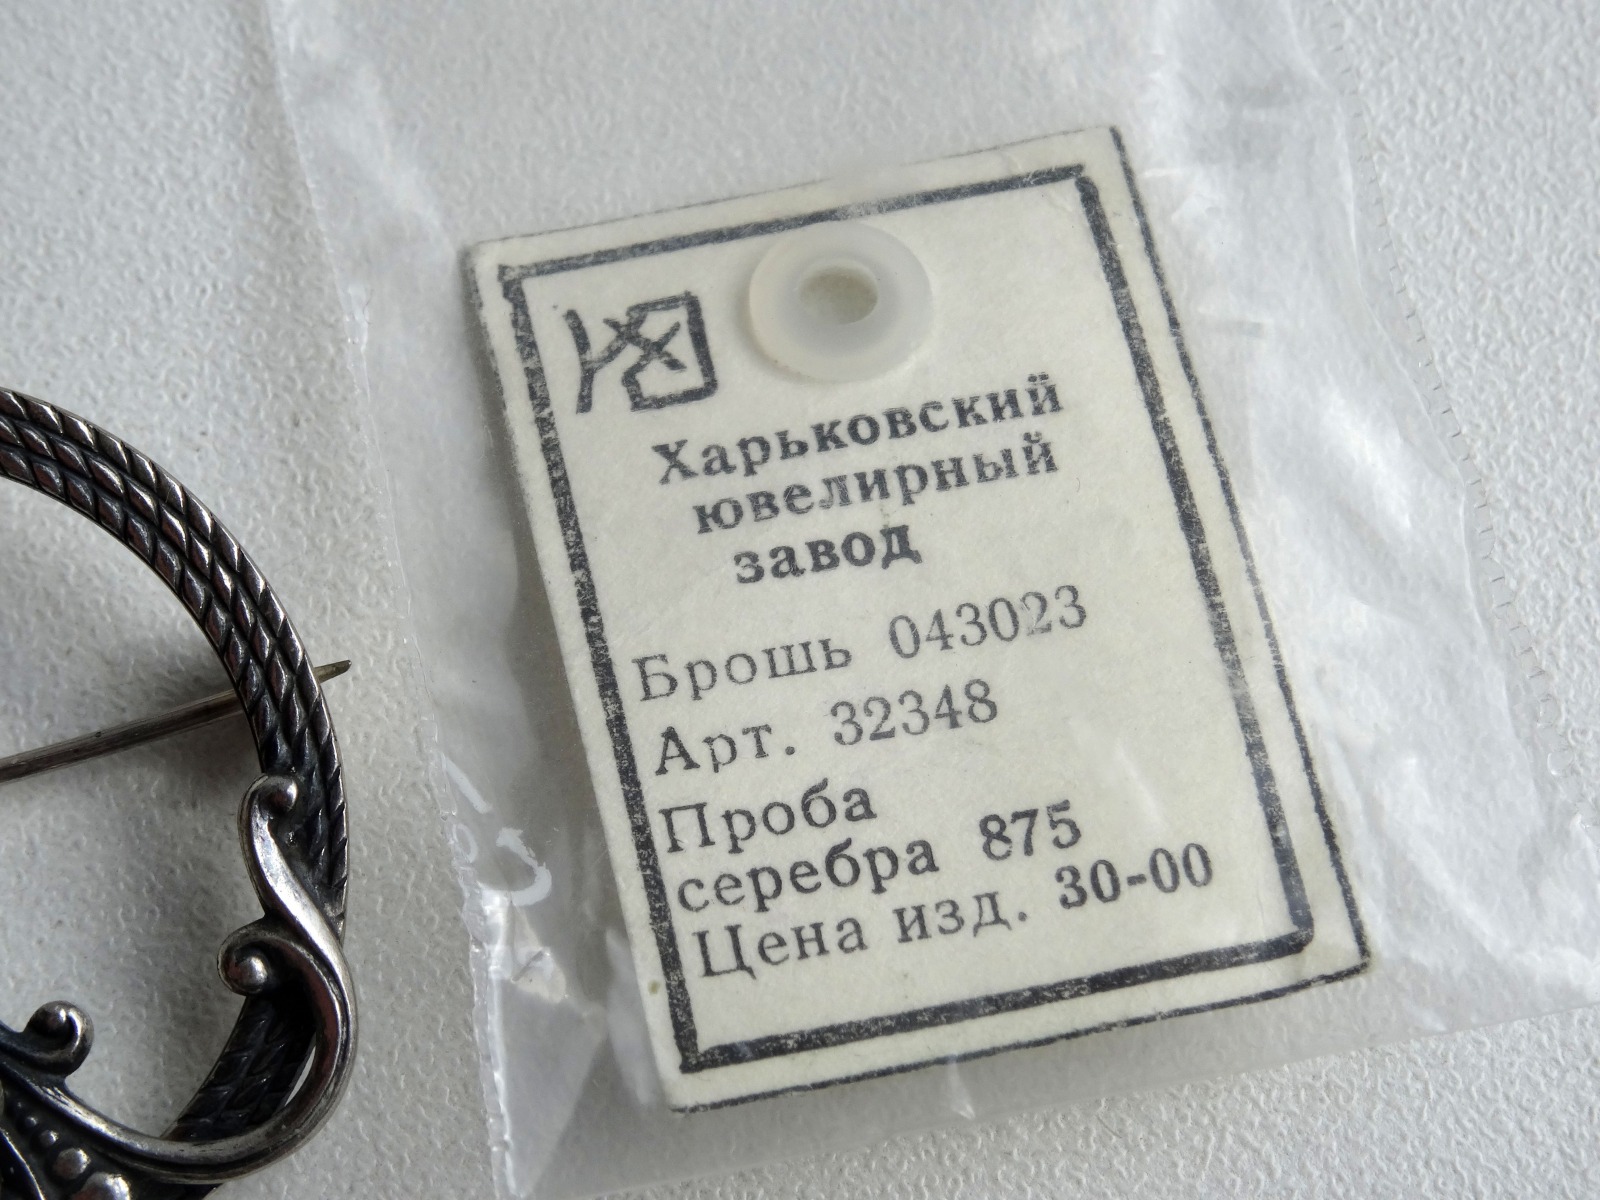 Харьковский
ювелирный
завод
Брошь 043023
Арт. 32348
Проба
серебра 875
Цена изд. 30-00